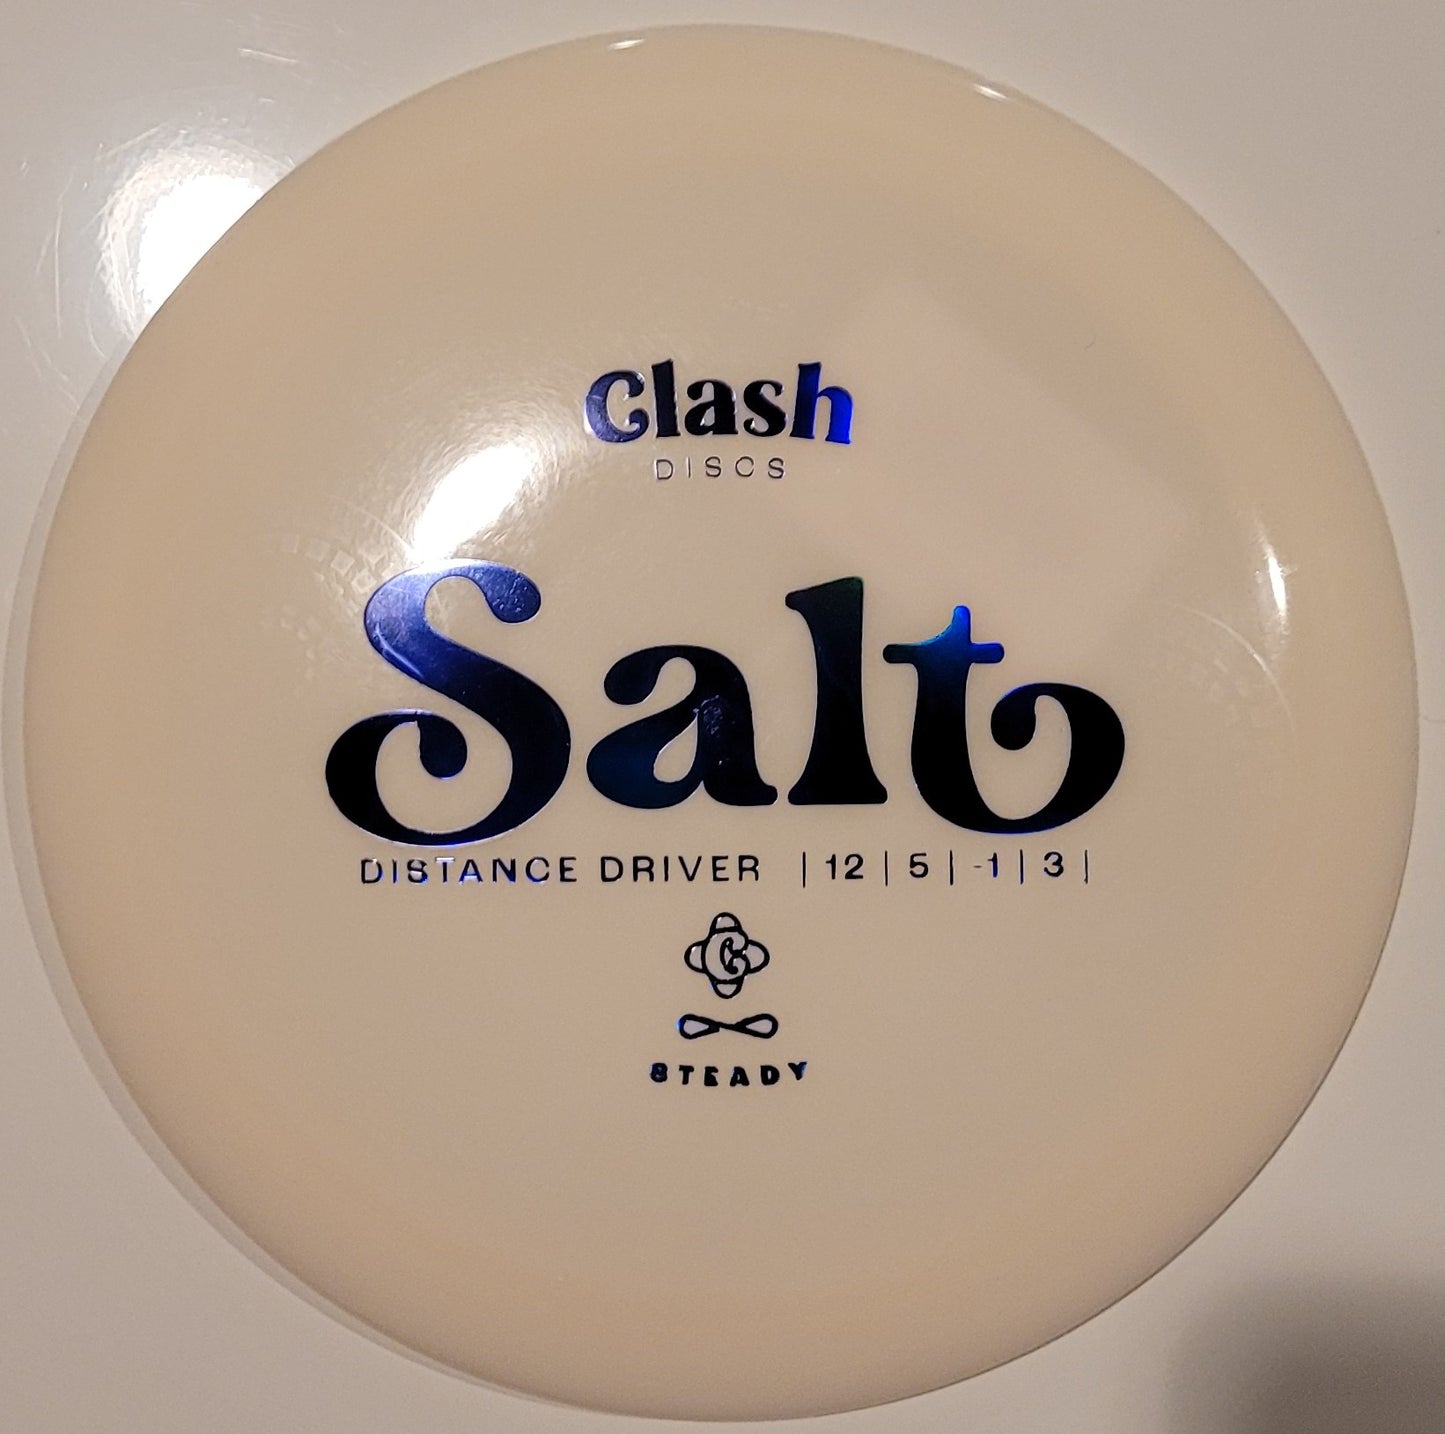 Clash
DISCS
Salt
DISTANCE DRIVER | 12 | 5 | -1 | 3 |
C
STEADY